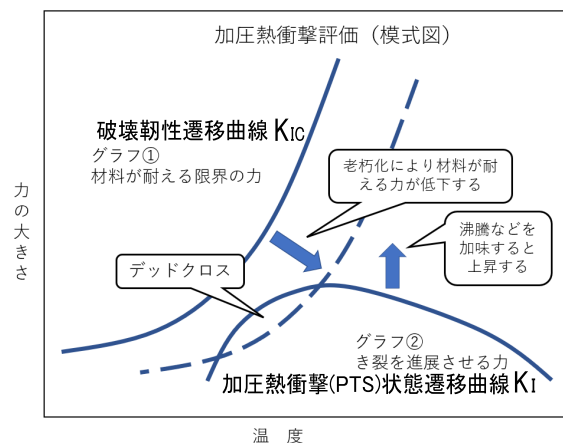 加圧熱衝撃評価（模式図）
破壊靭性遷移曲線 KIC
グラフ①
材料が耐える限界の力
老朽化により材料が耐
える力が低下する
力の大きさ
沸騰などを
加味すると
上昇する
デッドクロス
グラフ②
き裂を進展させる力
加圧熱衝撃(PTS)状態遷移曲線 KI
温 度